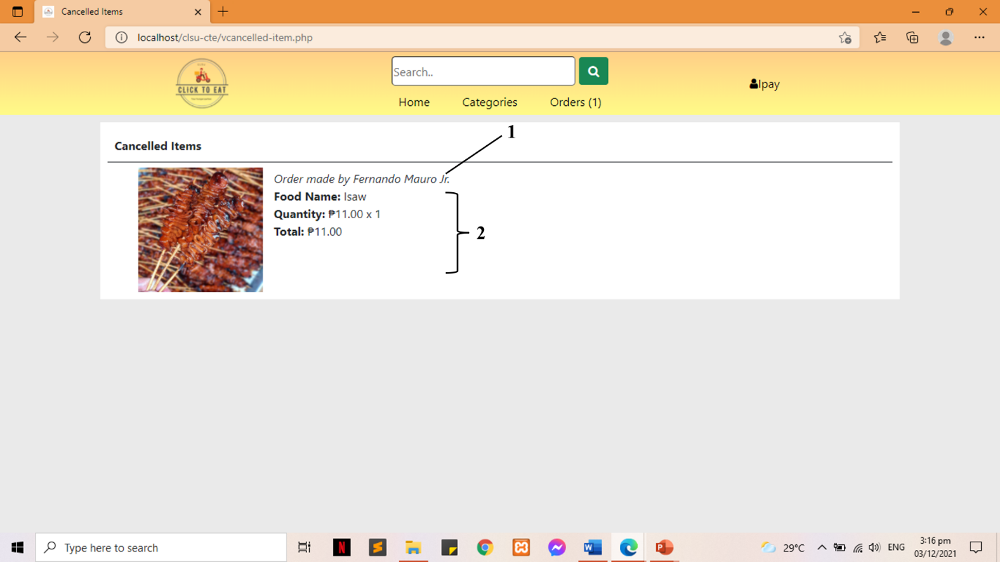 Cancelled Items
localhost/clsu-cte/vcancelled-item.php
CLICK TO EAT
Search..
Ipay
Home Categories Orders (1)
1
Cancelled Items
Order made by Fernando Mauro Jr.
Food Name: Isaw
Quantity: ₱11.00 x 1
Total: ₱11.00
2
Type here to search
29°C
ENG
3:16 pm
03/12/2021